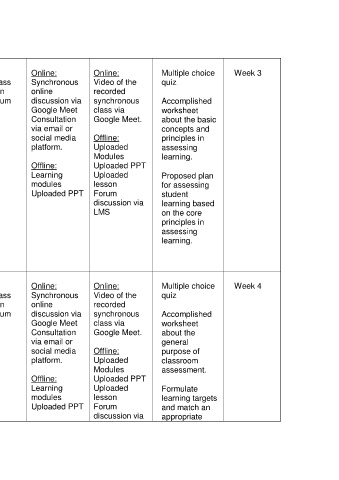 ass
n
um
Online:
Synchronous
online
discussion via
Google Meet
Consultation
via email or
social media
platform.
Offline:
Learning
modules
Uploaded PPT
Online:
Video of the
recorded
synchronous
class via
Google Meet.
Offline:
Uploaded
Modules
Uploaded PPT
Uploaded
lesson
Forum
discussion via
LMS
Multiple choice
quiz
Accomplished
worksheet
about the basic
concepts and
principles in
assessing
learning.
Proposed plan
for assessing
student
learning based
on the core
principles in
assessing
learning.
Week 3
ass
n
um
Online:
Synchronous
online
discussion via
Google Meet
Consultation
via email or
social media
platform.
Offline:
Learning
modules
Uploaded PPT
Online:
Video of the
recorded
synchronous
class via
Google Meet.
Offline:
Uploaded
Modules
Uploaded PPT
Uploaded
lesson
Forum
discussion via
Multiple choice
quiz
Accomplished
worksheet
about the
general
purpose of
classroom
assessment.
Formulate
learning targets
and match an
appropriate
Week 4